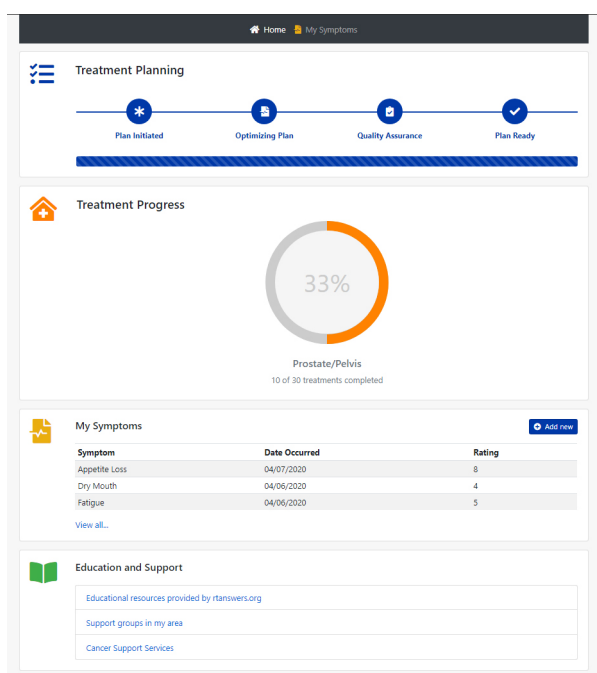 Home My Symptoms
Treatment Planning
Plan Initiated Optimizing Plan Quality Assurance Plan Ready
Treatment Progress
33%
Prostate/Pelvis
10 of 30 treatments completed
My Symptoms Add new
Symptom Date Occurred Rating
Appetite Loss 04/07/2020 8
Dry Mouth 04/06/2020 4
Fatigue 04/06/2020 5
View all...
Education and Support
Educational resources provided by rtanswers.org
Support groups in my area
Cancer Support Services